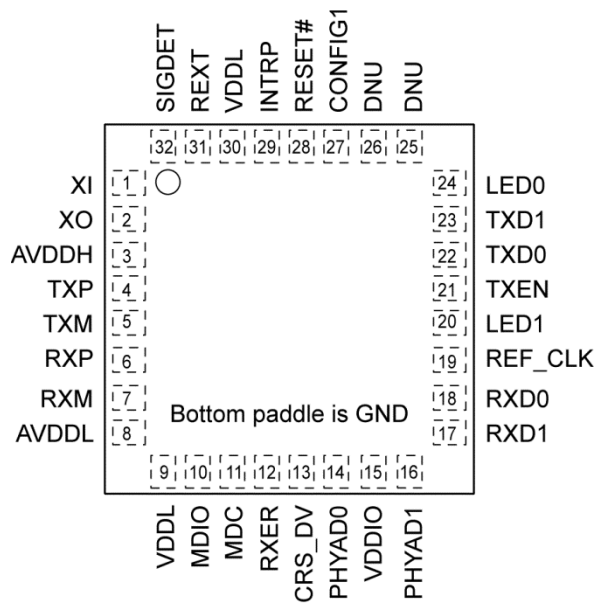 SIGDET
REXT
VDDL
INTRP
RESET#
CONFIG1
DNU
DNU
32 31 30 29 28 27 26 25
XI 1 24 LED0
XO 2 23 TXD1
AVDDH 3 22 TXD0
TXP 4 21 TXEN
TXM 5 20 LED1
RXP 6 19 REF_CLK
RXM 7 18 RXD0
Bottom paddle is GND
AVDDL 8 17 RXD1
9 10 11 12 13 14 15 16
VDDL
MDIO
MDC
RXER
CRS_DV
PHYAD0
VDDIO
PHYAD1